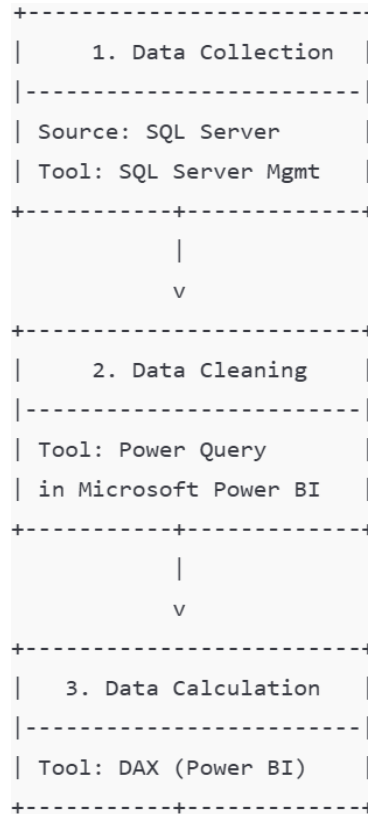 +--------------------------
|     1. Data Collection  |
|-------------------------|
| Source: SQL Server      |
| Tool: SQL Server Mgmt   |
+-----------+-------------+
            |
            v
+-------------------------+
|     2. Data Cleaning    |
|-------------------------|
| Tool: Power Query       |
| in Microsoft Power BI   |
+-----------+-------------+
            |
            v
+-------------------------+
|   3. Data Calculation   |
|-------------------------|
| Tool: DAX (Power BI)    |
+-----------+-------------+